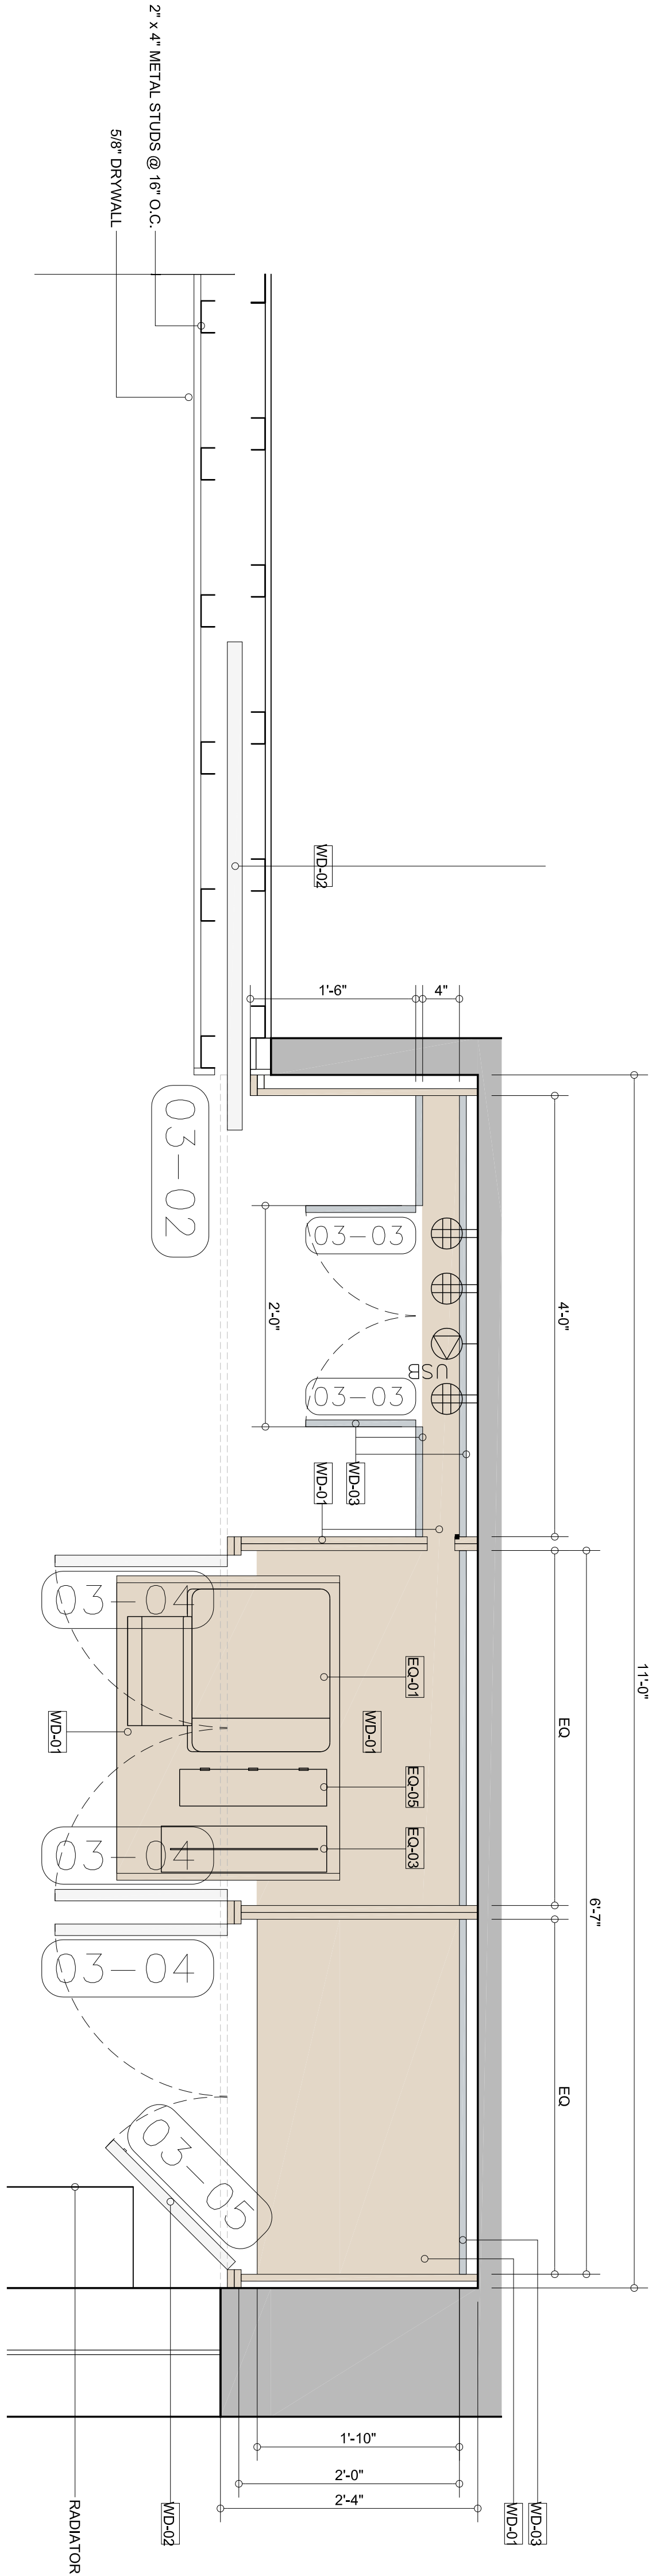 2" x 4" METAL STUDS @ 16" O.C.
5/8" DRYWALL
WD-02
1'-6"
4"
11'-0"
4'-0"
03-02
03-03
2'-0"
USB
03-03
WD-03
WD-01
03-04
EQ-01
WD-01
WD-01
EQ
EQ-05
EQ-03
03-04
6'-7"
03-04
EQ
03-05
1'-10"
2'-0"
2'-4"
WD-03
WD-01
WD-02
RADIATOR